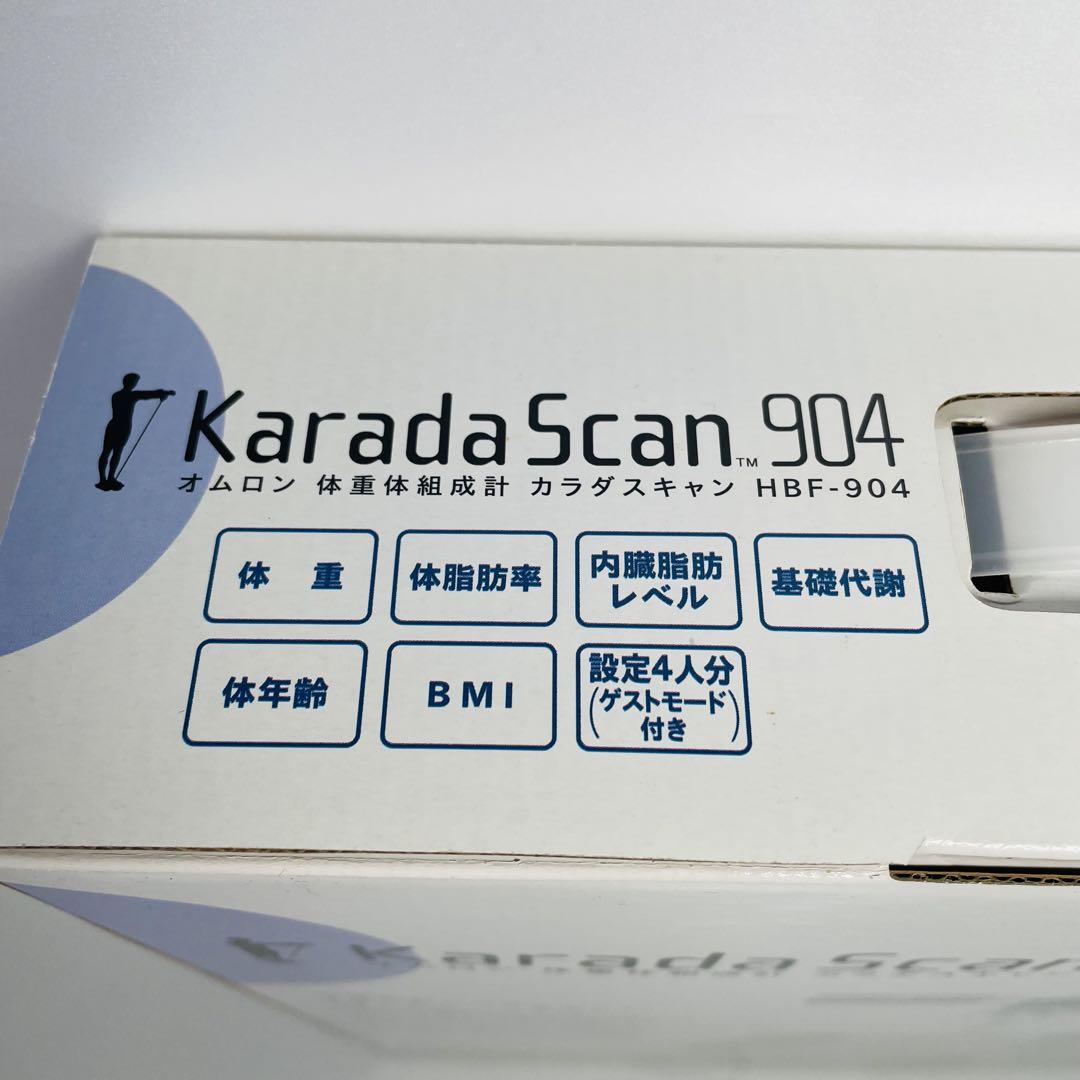 Karada Scan™ 904
オムロン 体重体組成計 カラダスキャン HBF-904
体 重
体脂肪率
内臓脂肪
レベル
基礎代謝
体年齢
BMI
設定4人分
(ゲストモード
付き)
Karada Scan